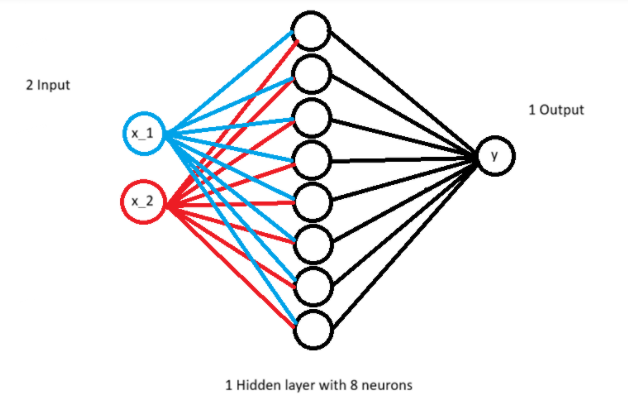 2 Input
1 Output
x_1
y
x_2
1 Hidden layer with 8 neurons